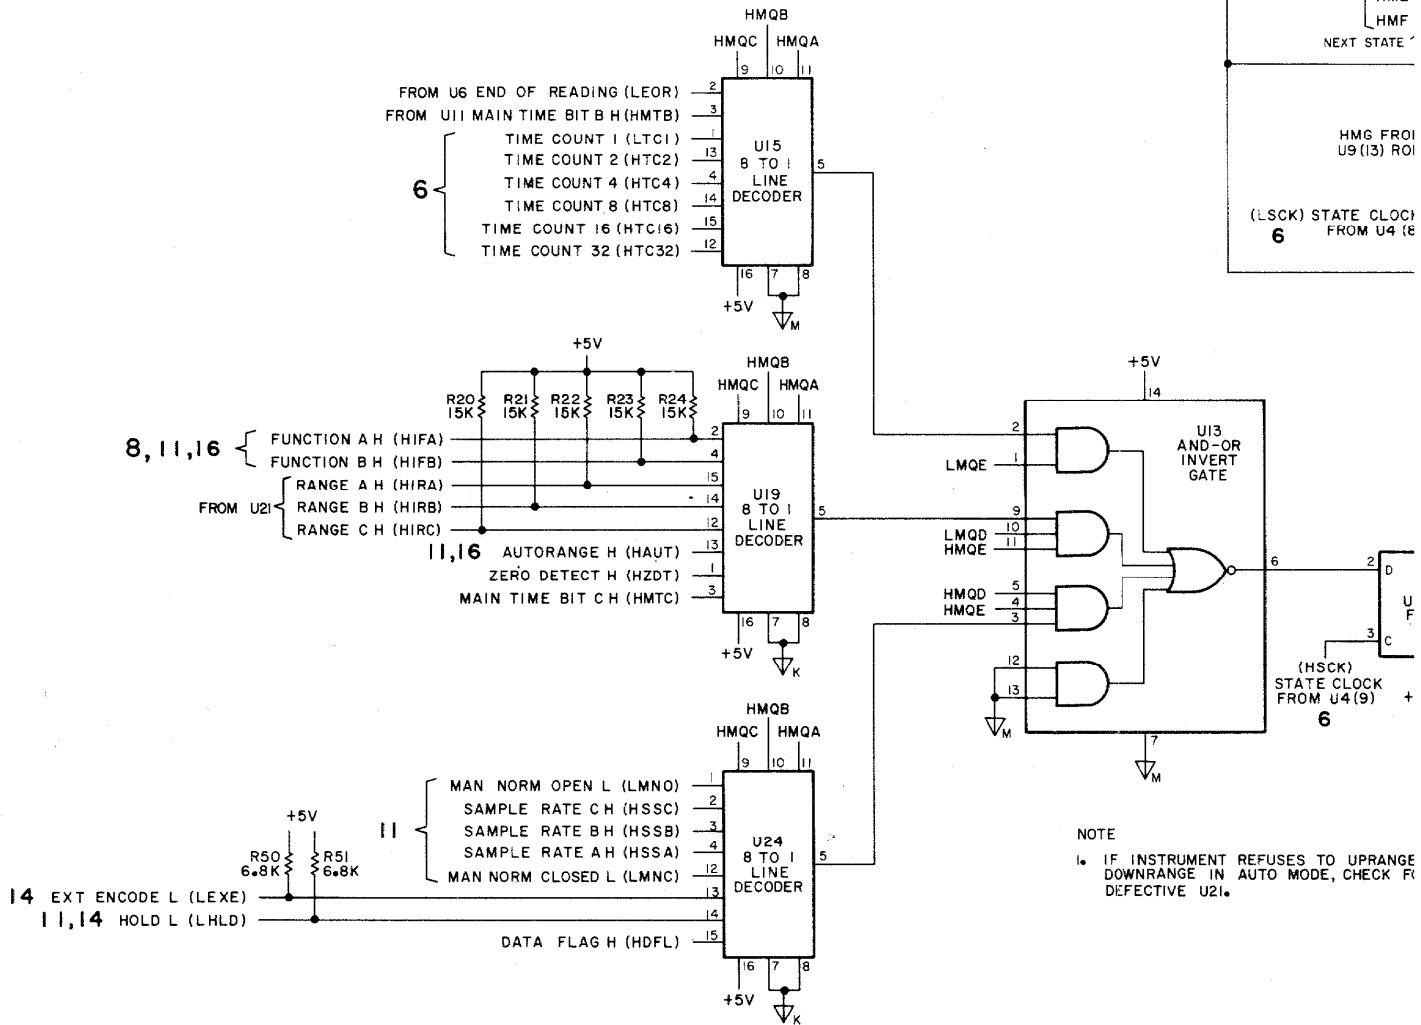 HMF
NEXT STATE
HMG FRO
U9 (13) RO
(LSCK) STATE CLOCK
6 FROM U4 (8
HMQB
HMQC HMQA
9 10 11
FROM U6 END OF READING (LEOR) 2
FROM U11 MAIN TIME BIT B H (HMTB) 3
TIME COUNT 1 (LTC1) 1
TIME COUNT 2 (HTC2) 13
6 TIME COUNT 4 (HTC4) 4
TIME COUNT 8 (HTC8) 14
TIME COUNT 16 (HTC16) 15
TIME COUNT 32 (HTC32) 12
U15
8 TO 1
LINE
DECODER
5
16 7 8
+5V
M
+5V
R20 15K
R21 15K
R22 15K
R23 15K
R24 15K
HMQB
HMQC HMQA
9 10 11
8, 11, 16
FUNCTION A H (HIFA) 2
FUNCTION B H (HIFB) 4
FROM U21
RANGE A H (HIRA) 15
RANGE B H (HIRB) 14
RANGE C H (HIRC) 12
11, 16 AUTORANGE H (HAUT) 13
ZERO DETECT H (HZDT) 1
MAIN TIME BIT C H (HMTC) 3
U19
8 TO 1
LINE
DECODER
5
16 7 8
+5V
K
+5V
14
U13
AND-OR
INVERT
GATE
2
LMQE 1
9
LMQD 10
HMQE 11
HMQD 5
HMQE 4
3
12
13
M
6
7
M
2 D
3 C
U
F
+
(HSCK)
STATE CLOCK
FROM U4 (9)
6
HMQB
HMQC HMQA
9 10 11
11
MAN NORM OPEN L (LMNO) 1
SAMPLE RATE C H (HSSC) 2
SAMPLE RATE B H (HSSB) 3
SAMPLE RATE A H (HSSA) 4
MAN NORM CLOSED L (LMNC) 12
+5V
R50 6.8K
R51 6.8K
14 EXT ENCODE L (LEXE) 13
11, 14 HOLD L (LHLD) 14
DATA FLAG H (HDFL) 15
U24
8 TO 1
LINE
DECODER
5
16 7 8
+5V
K
NOTE
1. IF INSTRUMENT REFUSES TO UPRANGE
DOWNRANGE IN AUTO MODE, CHECK FO
DEFECTIVE U21.